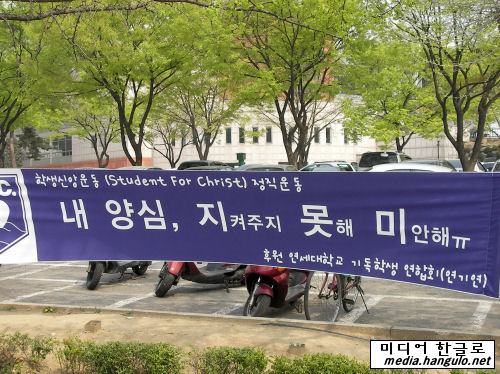 학생신앙운동 (Student For Christ) 정직운동
C.
내 양심, 지켜주지 못해 미안해ㅠ
후원 연세대학교 기독학생 연합회(연기연)
미디어 한글로
media.hangulo.net